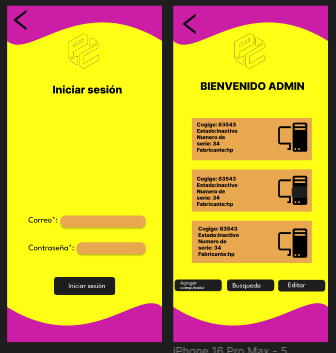 Iniciar sesión
Correo*:
Contraseña*:
Iniciar sesión
BIENVENIDO ADMIN
Cogigo: 63543
Estado:Inactivo
Numero de
serie: 34
Fabricante:hp
Cogigo: 63543
Estado:Inactivo
Numero de
serie: 34
Fabricante:hp
Cogigo: 63543
Estado:Inactivo
Numero de
serie: 34
Fabricante:hp
Agregar
computador
Busqueda
Editar
iPhone 16 Pro Max - 5